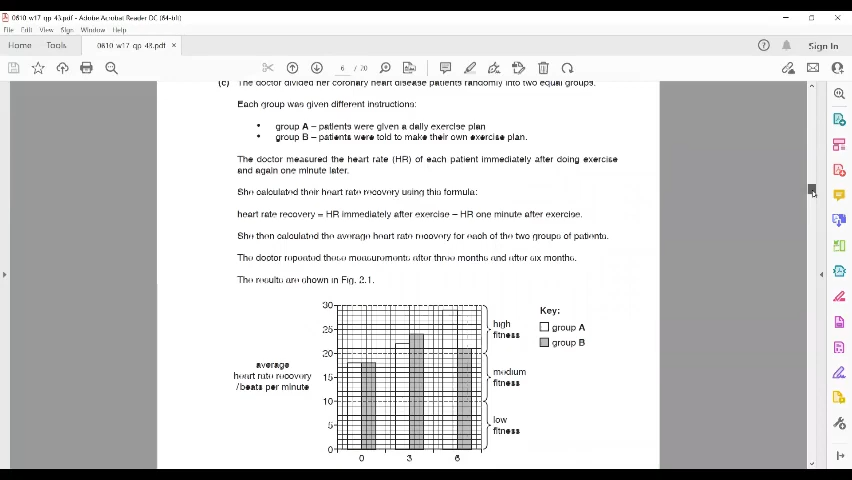 0610_w17_qp_43.pdf - Adobe Acrobat Reader DC (64-bit)
File Edit View Sign Window Help
Home Tools 0610_w17_qp_43.pdf × Sign In
6 / 20
(c) The doctor divided her coronary heart disease patients randomly into two equal groups.
Each group was given different instructions:
• group A – patients were given a daily exercise plan
• group B – patients were told to make their own exercise plan.
The doctor measured the heart rate (HR) of each patient immediately after doing exercise
and again one minute later.
She calculated their heart rate recovery using this formula:
heart rate recovery = HR immediately after exercise – HR one minute after exercise.
She then calculated the average heart rate recovery for each of the two groups of patients.
The doctor repeated these measurements after three months and after six months.
The results are shown in Fig. 2.1.
30
25
20
15
10
5
0
average
heart rate recovery
/beats per minute
high
fitness
medium
fitness
low
fitness
Key:
group A
group B
0 3 6